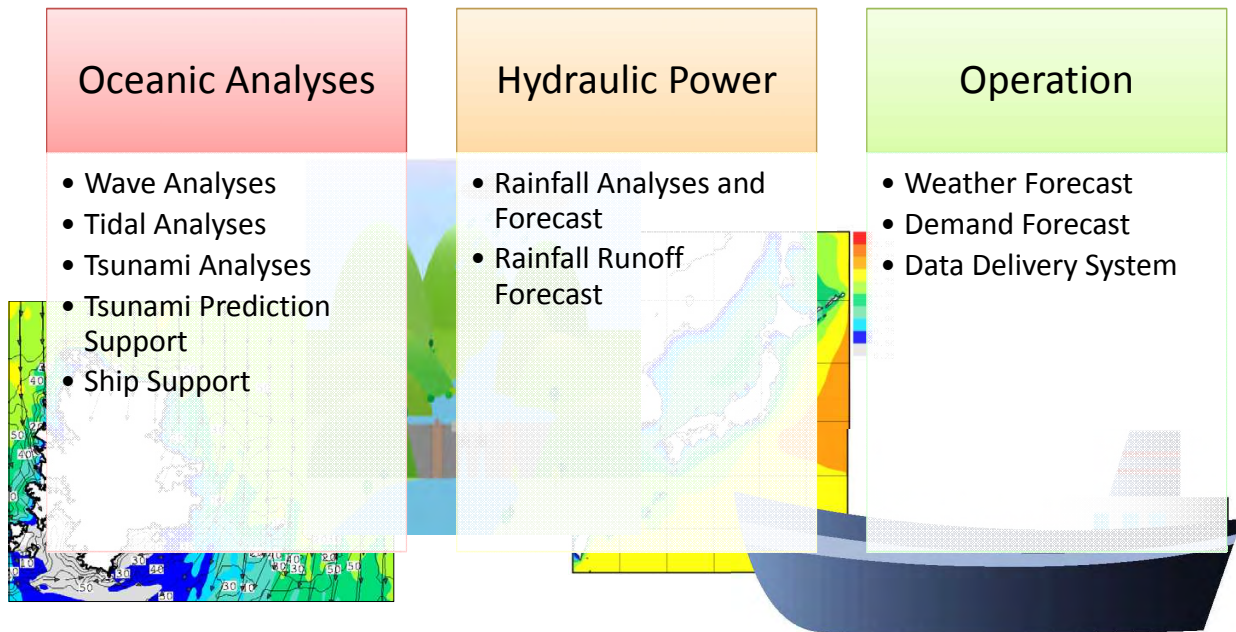 Oceanic Analyses
• Wave Analyses
• Tidal Analyses
• Tsunami Analyses
• Tsunami Prediction
Support
• Ship Support
Hydraulic Power
• Rainfall Analyses and
Forecast
• Rainfall Runoff
Forecast
Operation
• Weather Forecast
• Demand Forecast
• Data Delivery System